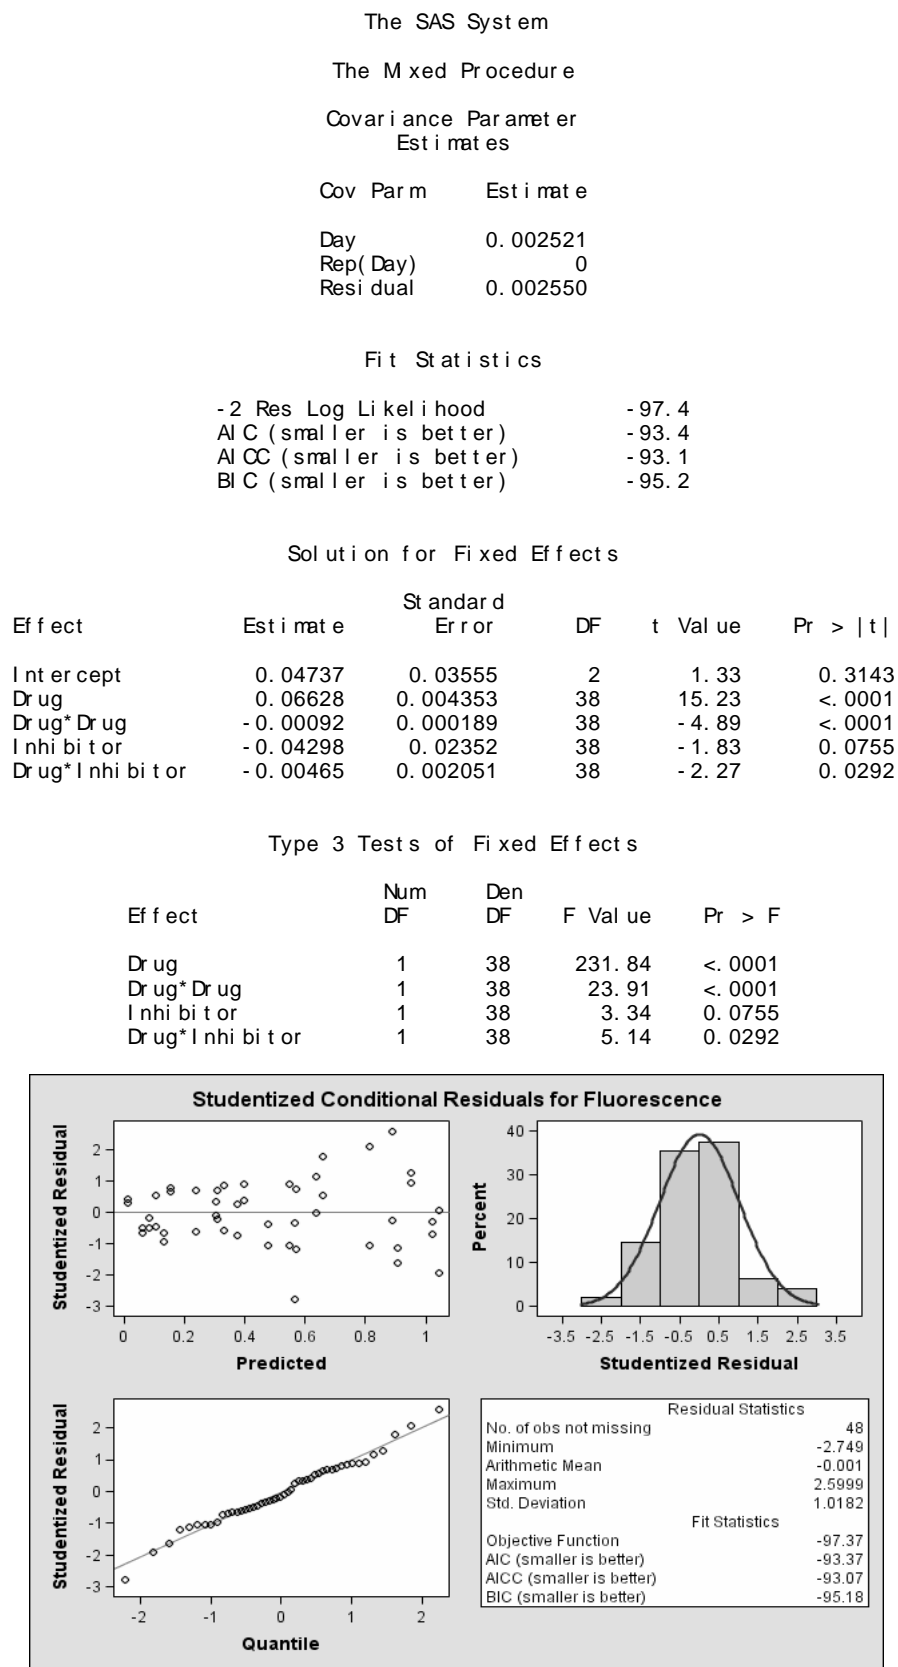 The SAS System
The Mixed Procedure
Covariance Parameter
Estimates
Cov Parm Estimate
Day 0.002521
Rep(Day) 0
Residual 0.002550
Fit Statistics
-2 Res Log Likelihood -97.4
AIC (smaller is better) -93.4
AICC (smaller is better) -93.1
BIC (smaller is better) -95.2
Solution for Fixed Effects
Standard
Effect Estimate Error DF t Value Pr > |t|
Intercept 0.04737 0.03555 2 1.33 0.3143
Drug 0.06628 0.004353 38 15.23 <.0001
Drug*Drug -0.00092 0.000189 38 -4.89 <.0001
Inhibitor -0.04298 0.02352 38 -1.83 0.0755
Drug*Inhibitor -0.00465 0.002051 38 -2.27 0.0292
Type 3 Tests of Fixed Effects
Num Den
Effect DF DF F Value Pr > F
Drug 1 38 231.84 <.0001
Drug*Drug 1 38 23.91 <.0001
Inhibitor 1 38 3.34 0.0755
Drug*Inhibitor 1 38 5.14 0.0292
Studentized Conditional Residuals for Fluorescence
Studentized Residual
2
1
0
-1
-2
-3
0 0.2 0.4 0.6 0.8 1
Predicted
Percent
40
30
20
10
0
-3.5 -2.5 -1.5 -0.5 0.5 1.5 2.5 3.5
Studentized Residual
Studentized Residual
2
1
0
-1
-2
-3
-2 -1 0 1 2
Quantile
Residual Statistics
No. of obs not missing 48
Minimum -2.749
Arithmetic Mean -0.001
Maximum 2.5999
Std. Deviation 1.0182
Fit Statistics
Objective Function -97.37
AIC (smaller is better) -93.37
AICC (smaller is better) -93.07
BIC (smaller is better) -95.18